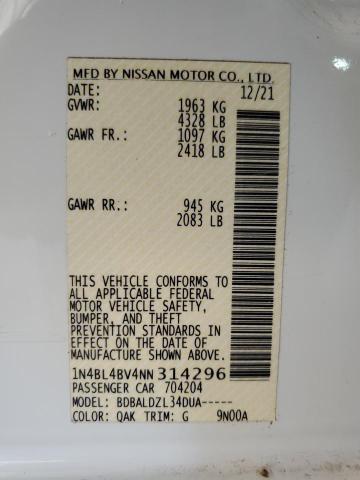 MFD BY NISSAN MOTOR CO., LTD.
DATE: 12/21
GVWR: 1963 KG
4328 LB
GAWR FR.: 1097 KG
2418 LB
GAWR RR.: 945 KG
2083 LB
THIS VEHICLE CONFORMS TO
ALL APPLICABLE FEDERAL
MOTOR VEHICLE SAFETY,
BUMPER, AND THEFT
PREVENTION STANDARDS IN
EFFECT ON THE DATE OF
MANUFACTURE SHOWN ABOVE.
1N4BL4BV4NN314296
PASSENGER CAR 704204
MODEL: BDBALDZL34DUA-----
COLOR: QAK TRIM: G 9N00A